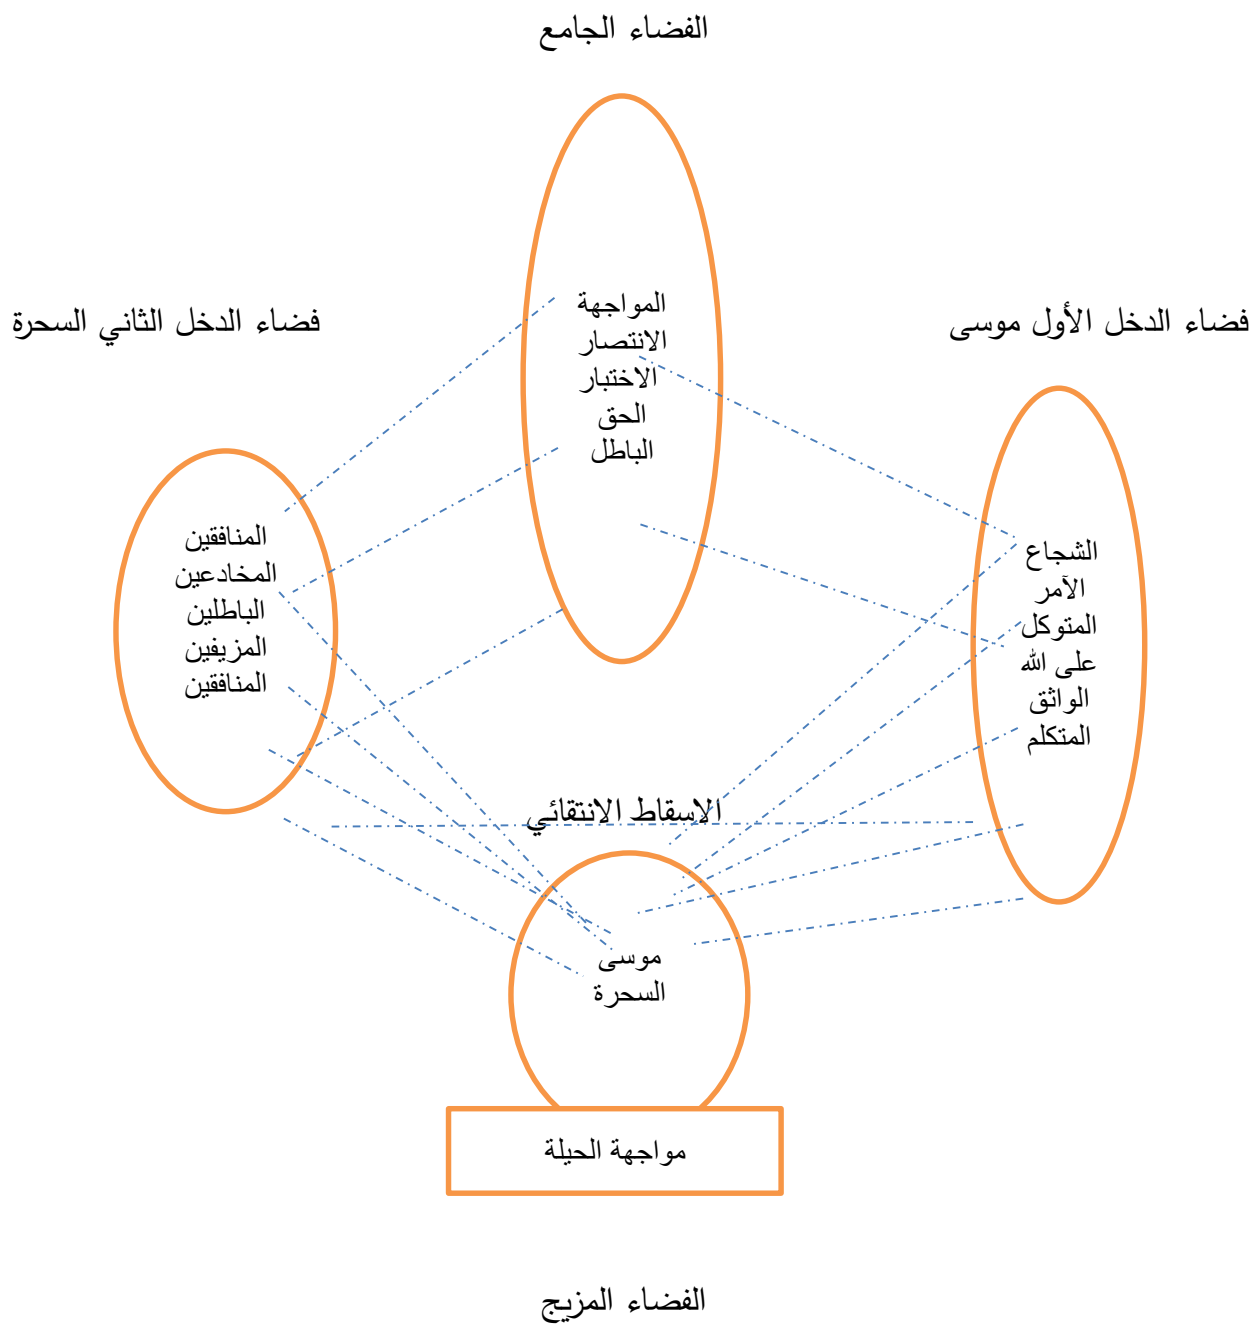 الفضاء الجامع
المواجهة
الانتصار
الاختبار
الحق
الباطل
فضاء الدخل الأول موسى
الشجاع
الآمر
المتوكل
على الله
الواثق
المتكلم
فضاء الدخل الثاني السحرة
المنافقين
المخادعين
الباطلين
المزيفين
المنافقين
الاسقاط الانتقائي
موسى
السحرة
مواجهة الحيلة
الفضاء المزيج